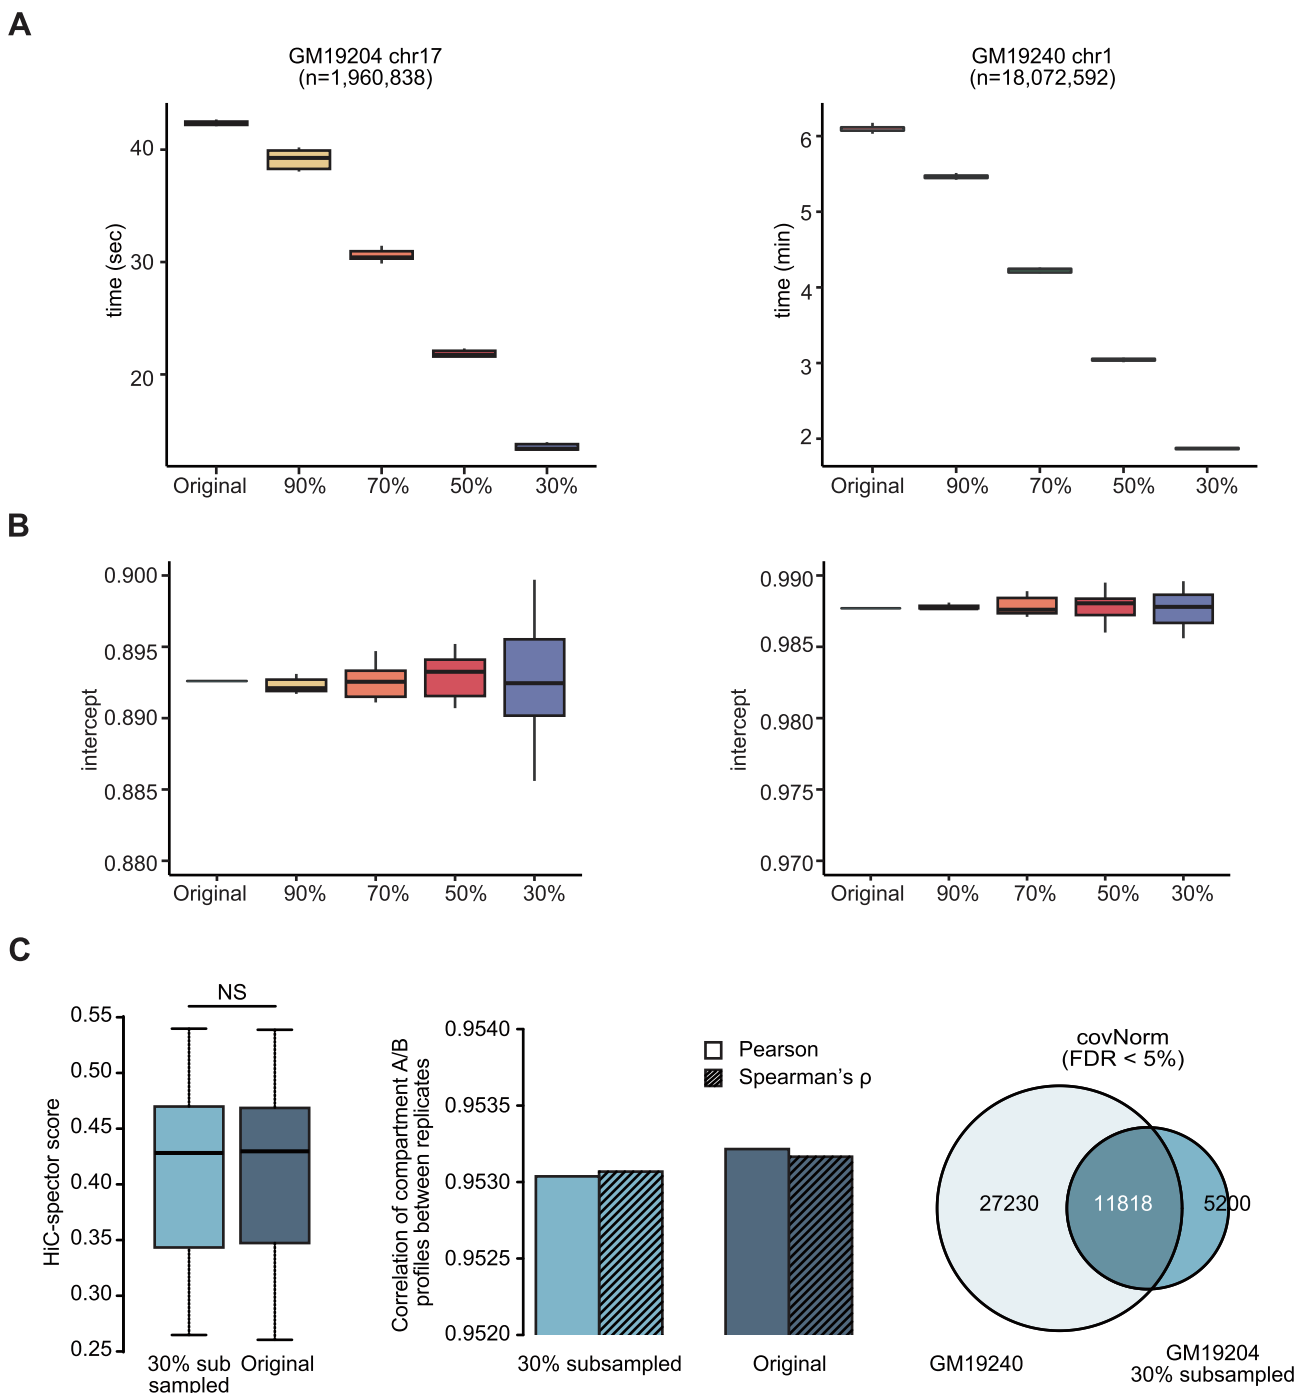 A
GM19204 chr17
(n=1,960,838)
time (sec)
40
30
20
Original
90%
70%
50%
30%
GM19240 chr1
(n=18,072,592)
time (min)
6
5
4
3
2
Original
90%
70%
50%
30%
B
intercept
0.900
0.895
0.890
0.885
0.880
Original
90%
70%
50%
30%
intercept
0.990
0.985
0.980
0.975
0.970
Original
90%
70%
50%
30%
C
NS
HiC-spector score
0.55
0.50
0.45
0.40
0.35
0.30
0.25
30% sub
sampled
Original
Correlation of compartment A/B
profiles between replicates
0.9540
0.9535
0.9530
0.9525
0.9520
Pearson
Spearman's ρ
30% subsampled
Original
covNorm
(FDR < 5%)
27230
11818
5200
GM19240
GM19204
30% subsampled